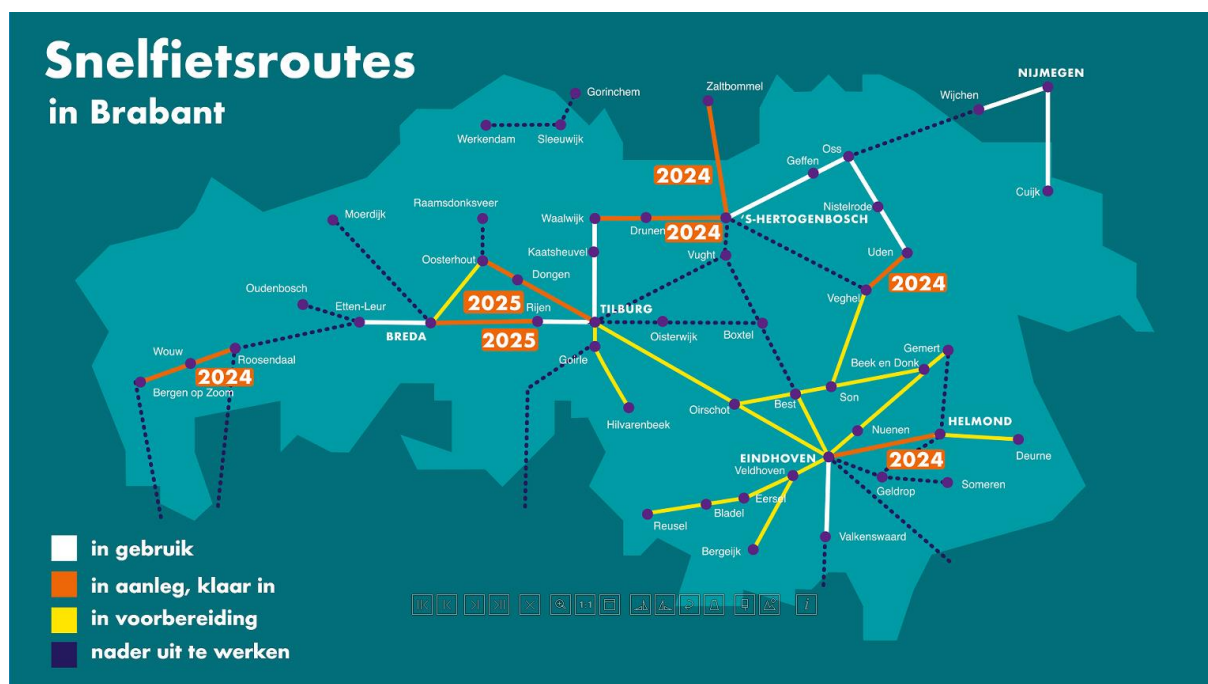 Snelfietsroutes
in Brabant
NIJMEGEN
Zaltbommel
Gorinchem
Wijchen
Werkendam
Sleeuwijk
Oss
Geffen
2024
Cuijk
Raamsdonksveer
Moerdijk
Waalwijk
Nistelrode
'S-HERTOGENBOSCH
Drunen
2024
Kaatsheuvel
Vught
Uden
Oosterhout
Dongen
2024
Oudenbosch
Veghel
Etten-Leur
2025
Rijen
TILBURG
BREDA
2025
Oisterwijk
Boxtel
Wouw
Roosendaal
Goirle
Gemert
Beek en Donk
2024
Bergen op Zoom
Oirschot
Best
Son
Hilvarenbeek
HELMOND
Nuenen
EINDHOVEN
2024
Deurne
Veldhoven
Geldrop
Someren
Eersel
Bladel
Reusel
Valkenswaard
Bergeijk
in gebruik
in aanleg, klaar in
in voorbereiding
nader uit te werken
1:1
i